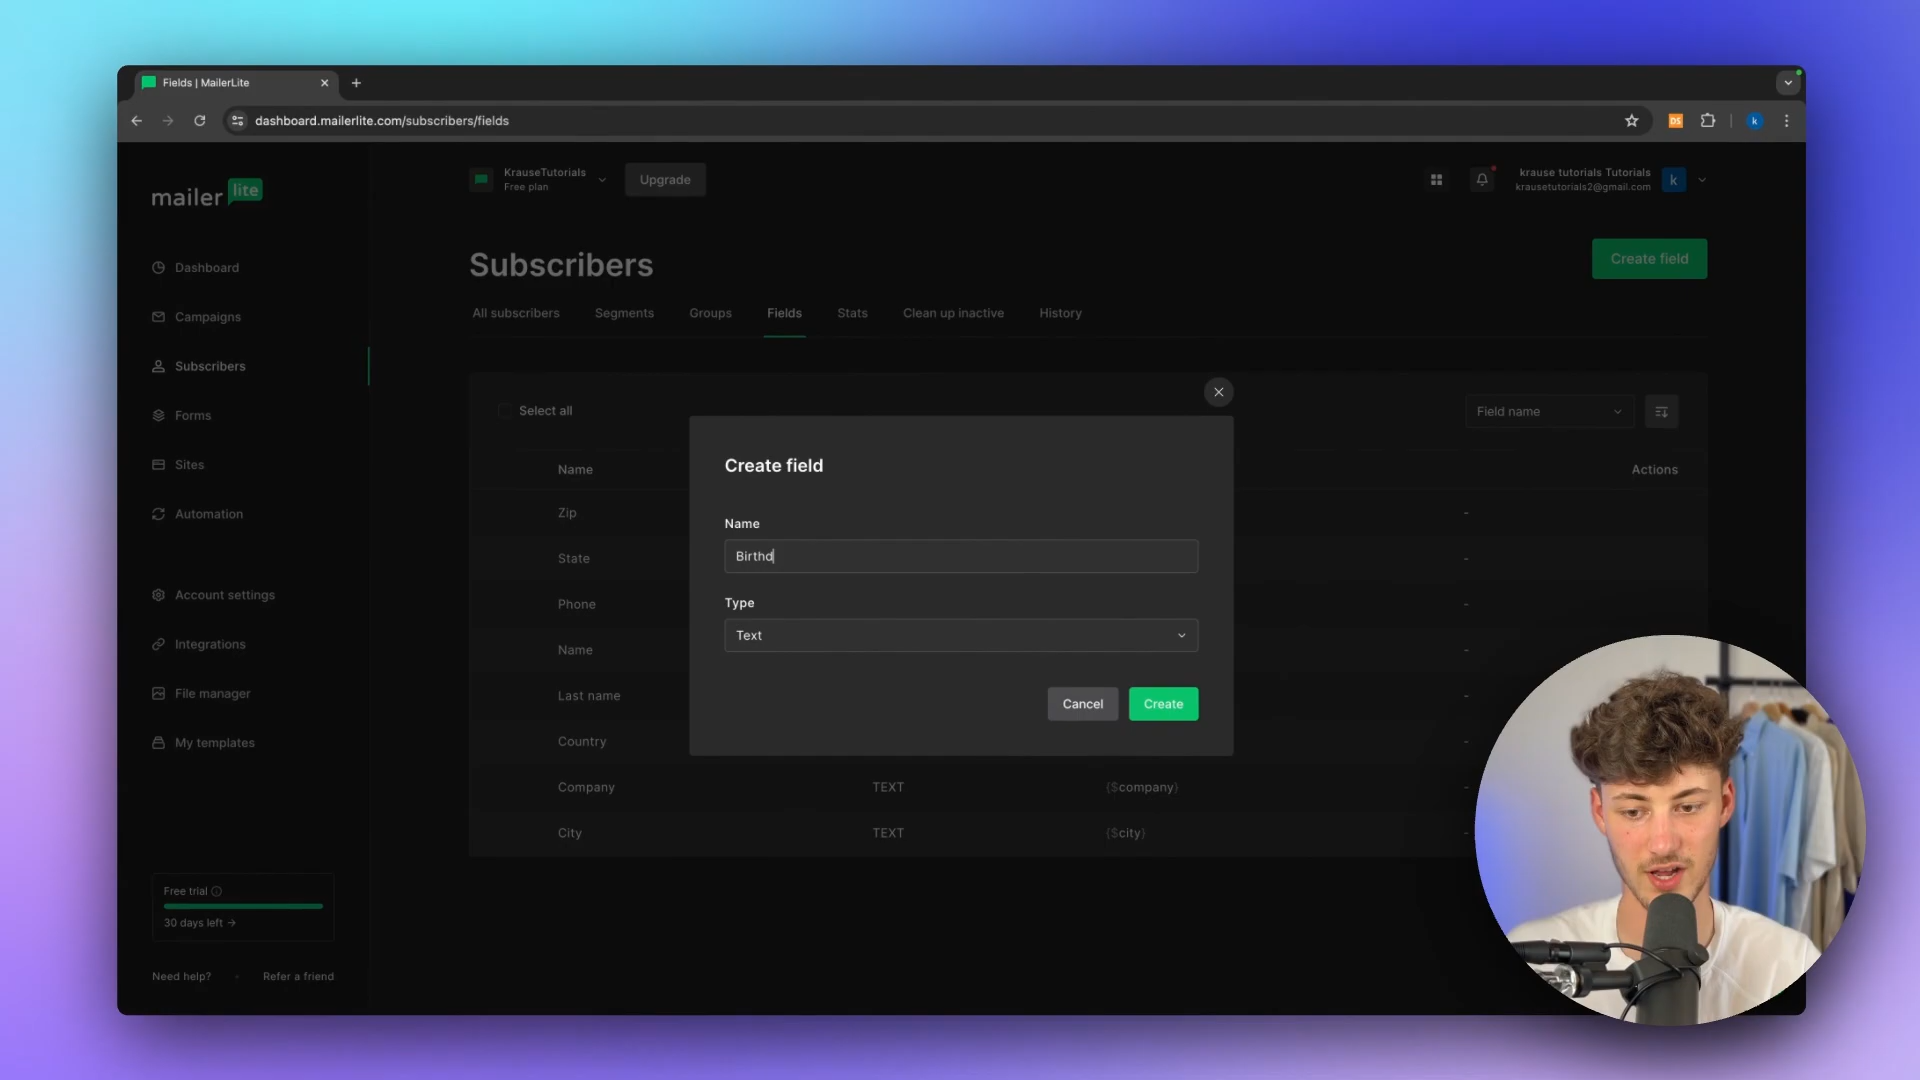 Fields | MailerLite
dashboard.mailerlite.com/subscribers/fields
DS
k
mailer lite
KrauseTutorials
Free plan
Upgrade
krause tutorials Tutorials
krausetutorials2@gmail.com
k
Dashboard
Campaigns
Subscribers
Forms
Sites
Automation
Account settings
Integrations
File manager
My templates
Free trial
30 days left →
Need help?
Refer a friend
Subscribers
Create field
All subscribers
Segments
Groups
Fields
Stats
Clean up inactive
History
Select all
Field name
Name
Actions
Zip
-
State
-
Phone
-
Name
-
Last name
-
Country
-
Company
TEXT
{$company}
-
City
TEXT
{$city}
-
Create field
Name
Birthd
Type
Text
Cancel
Create